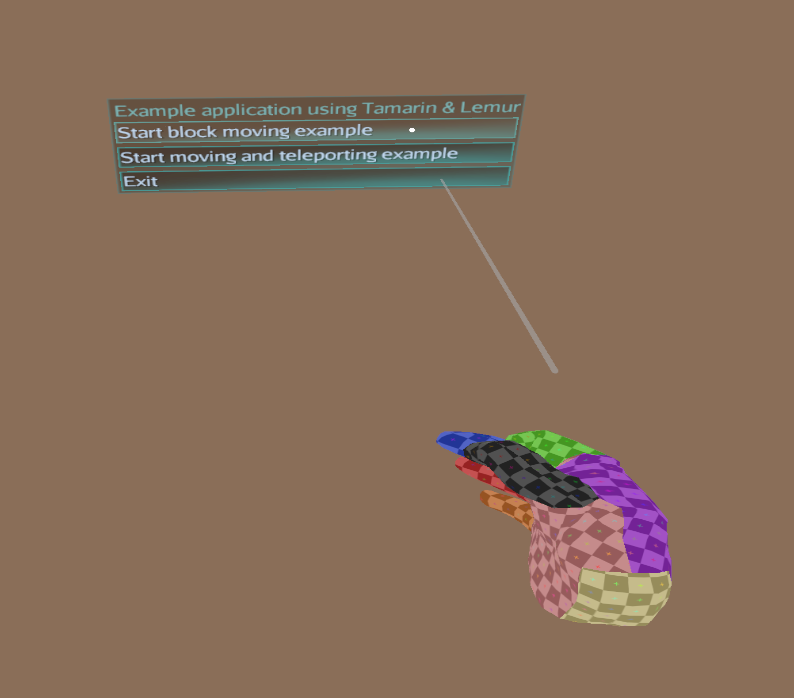 Example application using Tamarin & Lemur
Start block moving example
Start moving and teleporting example
Exit